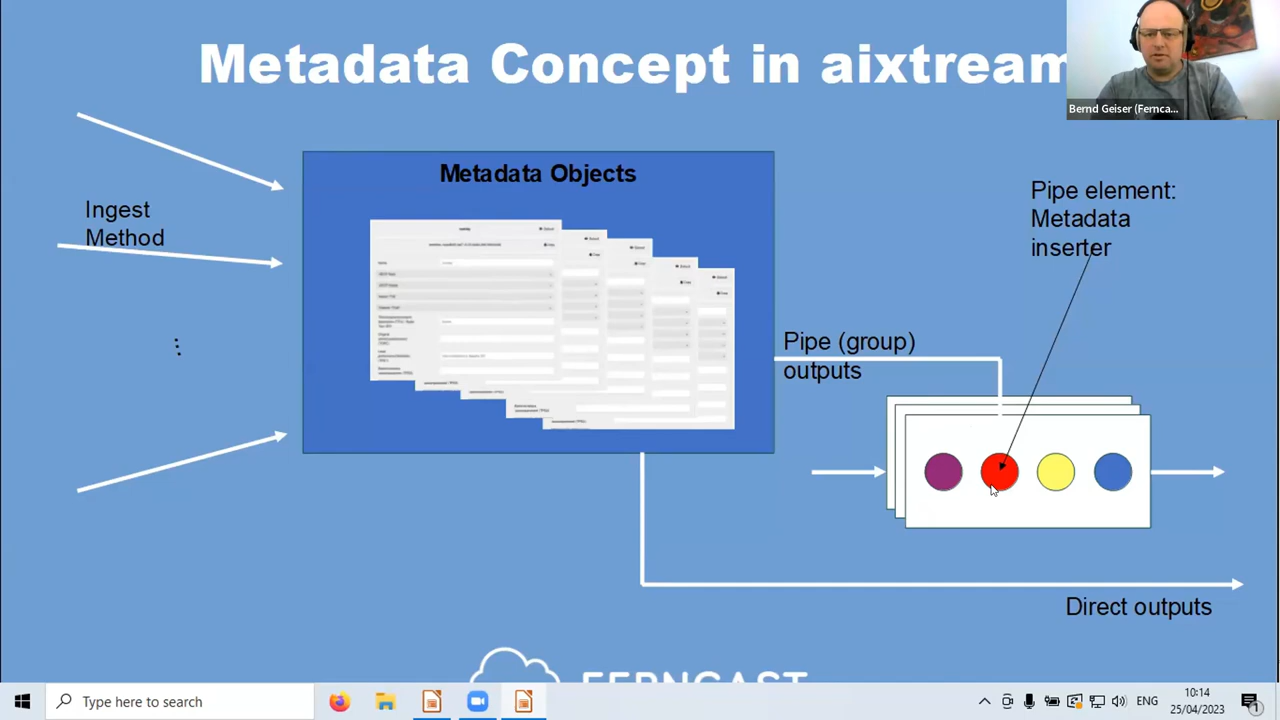 Metadata Concept in aixtream
Bernd Geiser (Fernca...
Metadata Objects
Ingest
Method
Pipe element:
Metadata
inserter
Pipe (group)
outputs
Direct outputs
FERNCAST
Type here to search
ENG
10:14
25/04/2023